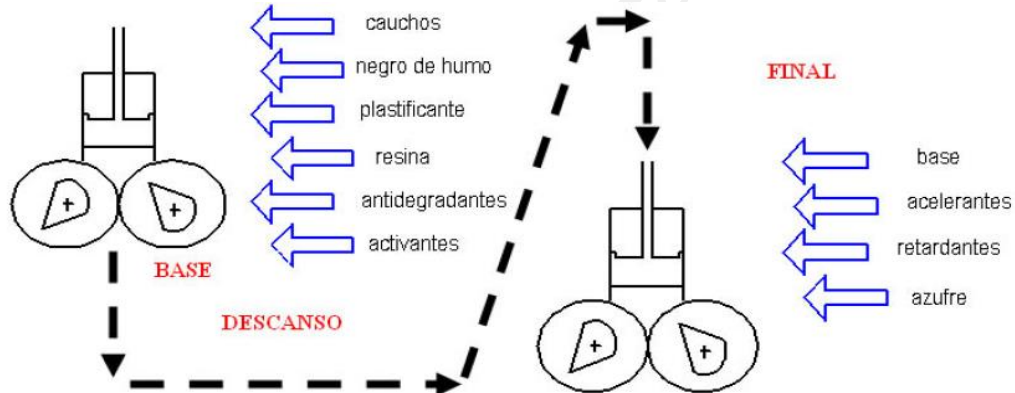 cauchos
negro de humo
plastificante
resina
antidegradantes
activantes
BASE
DESCANSO
FINAL
base
acelerantes
retardantes
azufre